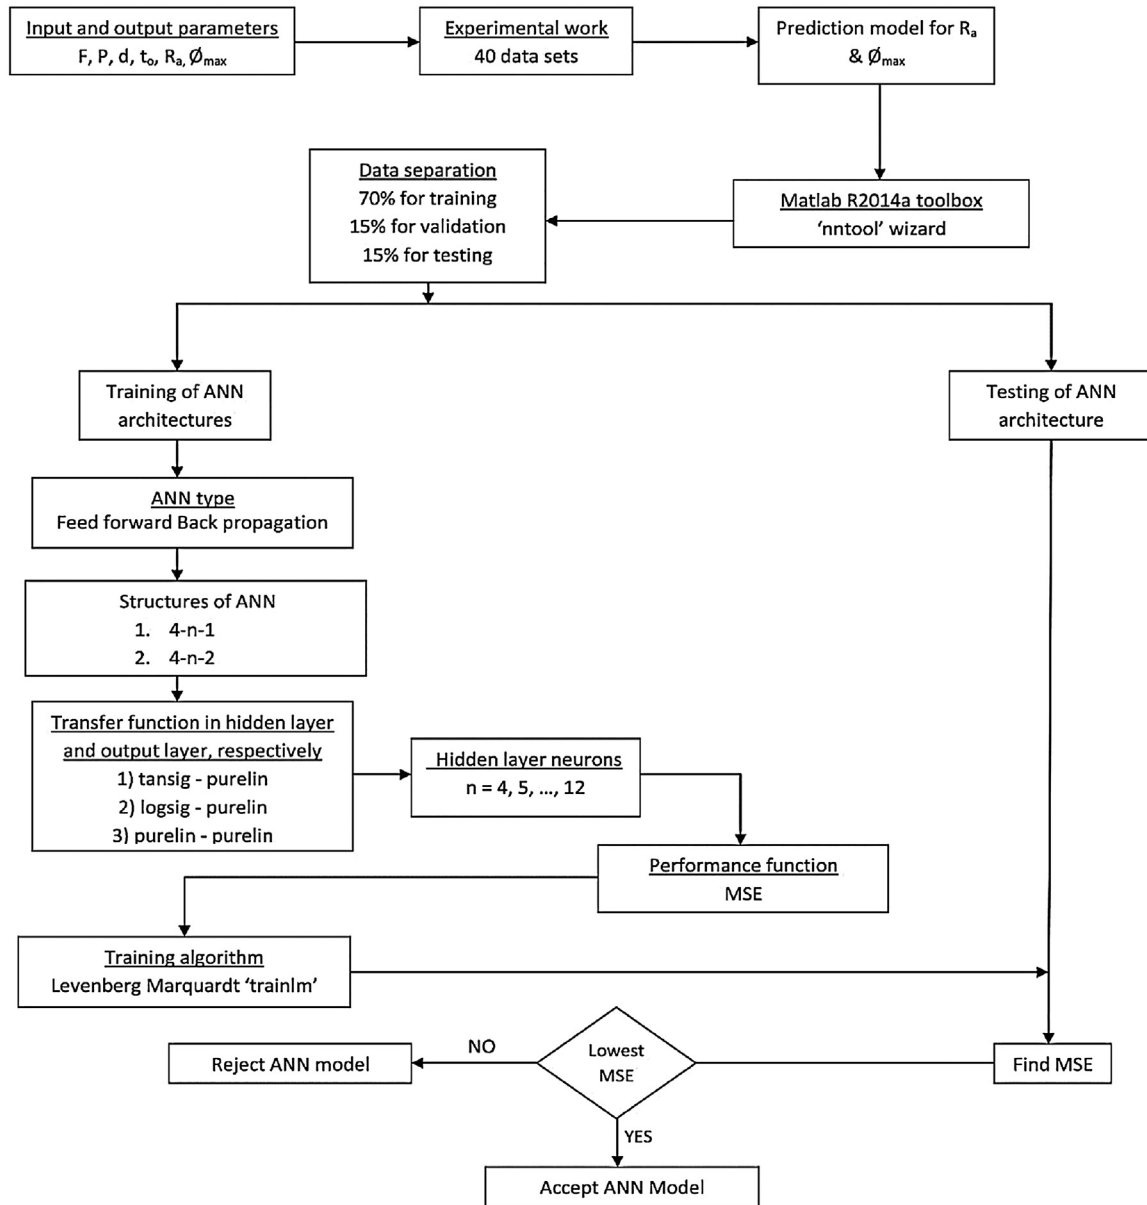 Input and output parameters
F, P, d, tₒ, Rₐ, Ø_max
Experimental work
40 data sets
Prediction model for Rₐ
& Ø_max
Matlab R2014a toolbox
‘nntool’ wizard
Data separation
70% for training
15% for validation
15% for testing
Training of ANN
architectures
Testing of ANN
architecture
ANN type
Feed forward Back propagation
Structures of ANN
1. 4-n-1
2. 4-n-2
Transfer function in hidden layer
and output layer, respectively
1) tansig - purelin
2) logsig - purelin
3) purelin - purelin
Hidden layer neurons
n = 4, 5, ..., 12
Performance function
MSE
Training algorithm
Levenberg Marquardt ‘trainlm’
Find MSE
Lowest
MSE
NO
Reject ANN model
YES
Accept ANN Model